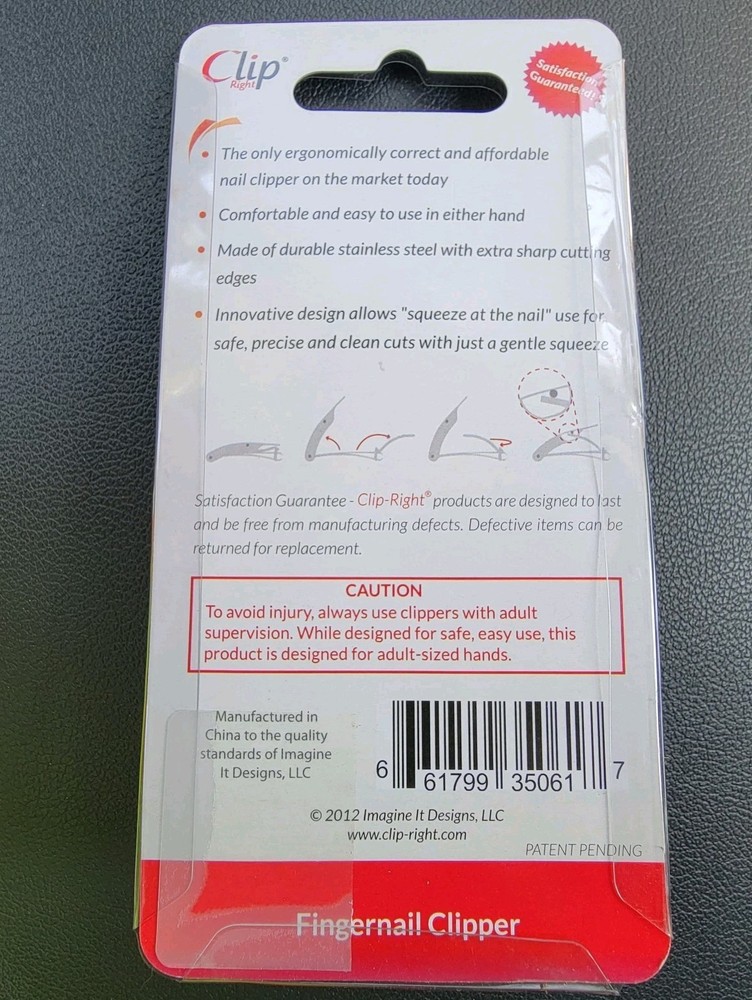 Clip®
Right
Satisfaction
Guaranteed!
• The only ergonomically correct and affordable
nail clipper on the market today
• Comfortable and easy to use in either hand
• Made of durable stainless steel with extra sharp cutting
edges
• Innovative design allows "squeeze at the nail" use for
safe, precise and clean cuts with just a gentle squeeze
Satisfaction Guarantee - Clip-Right® products are designed to last
and be free from manufacturing defects. Defective items can be
returned for replacement.
CAUTION
To avoid injury, always use clippers with adult
supervision. While designed for safe, easy use, this
product is designed for adult-sized hands.
Manufactured in
China to the quality
standards of Imagine
It Designs, LLC
6 61799 35061 7
© 2012 Imagine It Designs, LLC
www.clip-right.com
PATENT PENDING
Fingernail Clipper